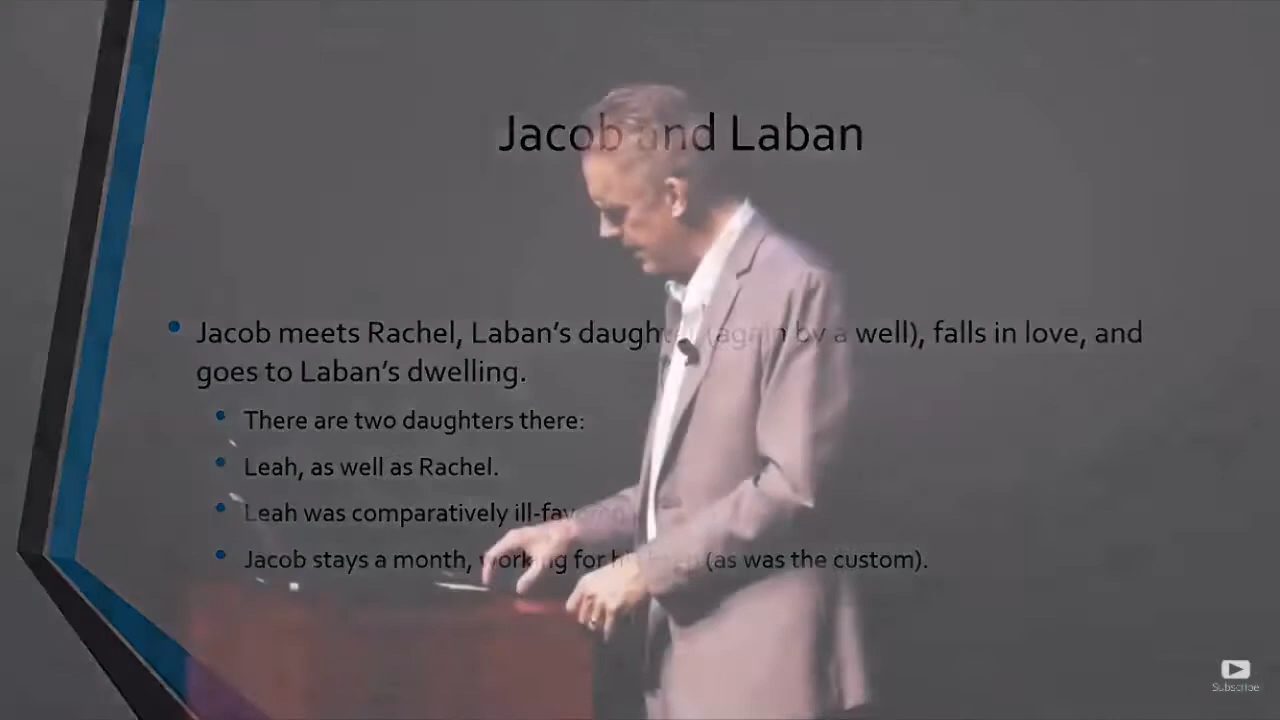 Jacob and Laban
Jacob meets Rachel, Laban's daughter (again by a well), falls in love, and
goes to Laban's dwelling.
There are two daughters there:
Leah, as well as Rachel.
Leah was comparatively ill-favored
Jacob stays a month, working for his keep (as was the custom).
Subscribe